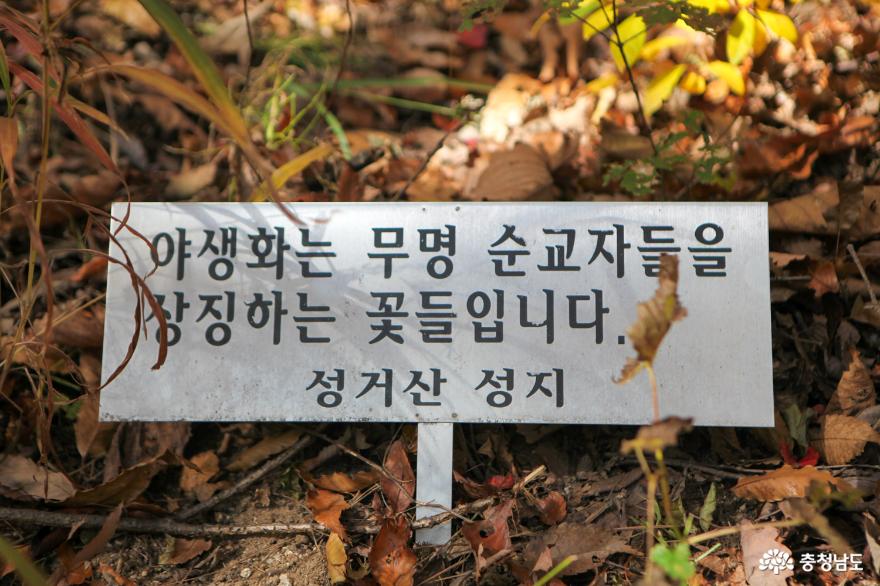 야생화는 무명 순교자들을
상징하는 꽃들입니다.
성거산 성지
충청남도